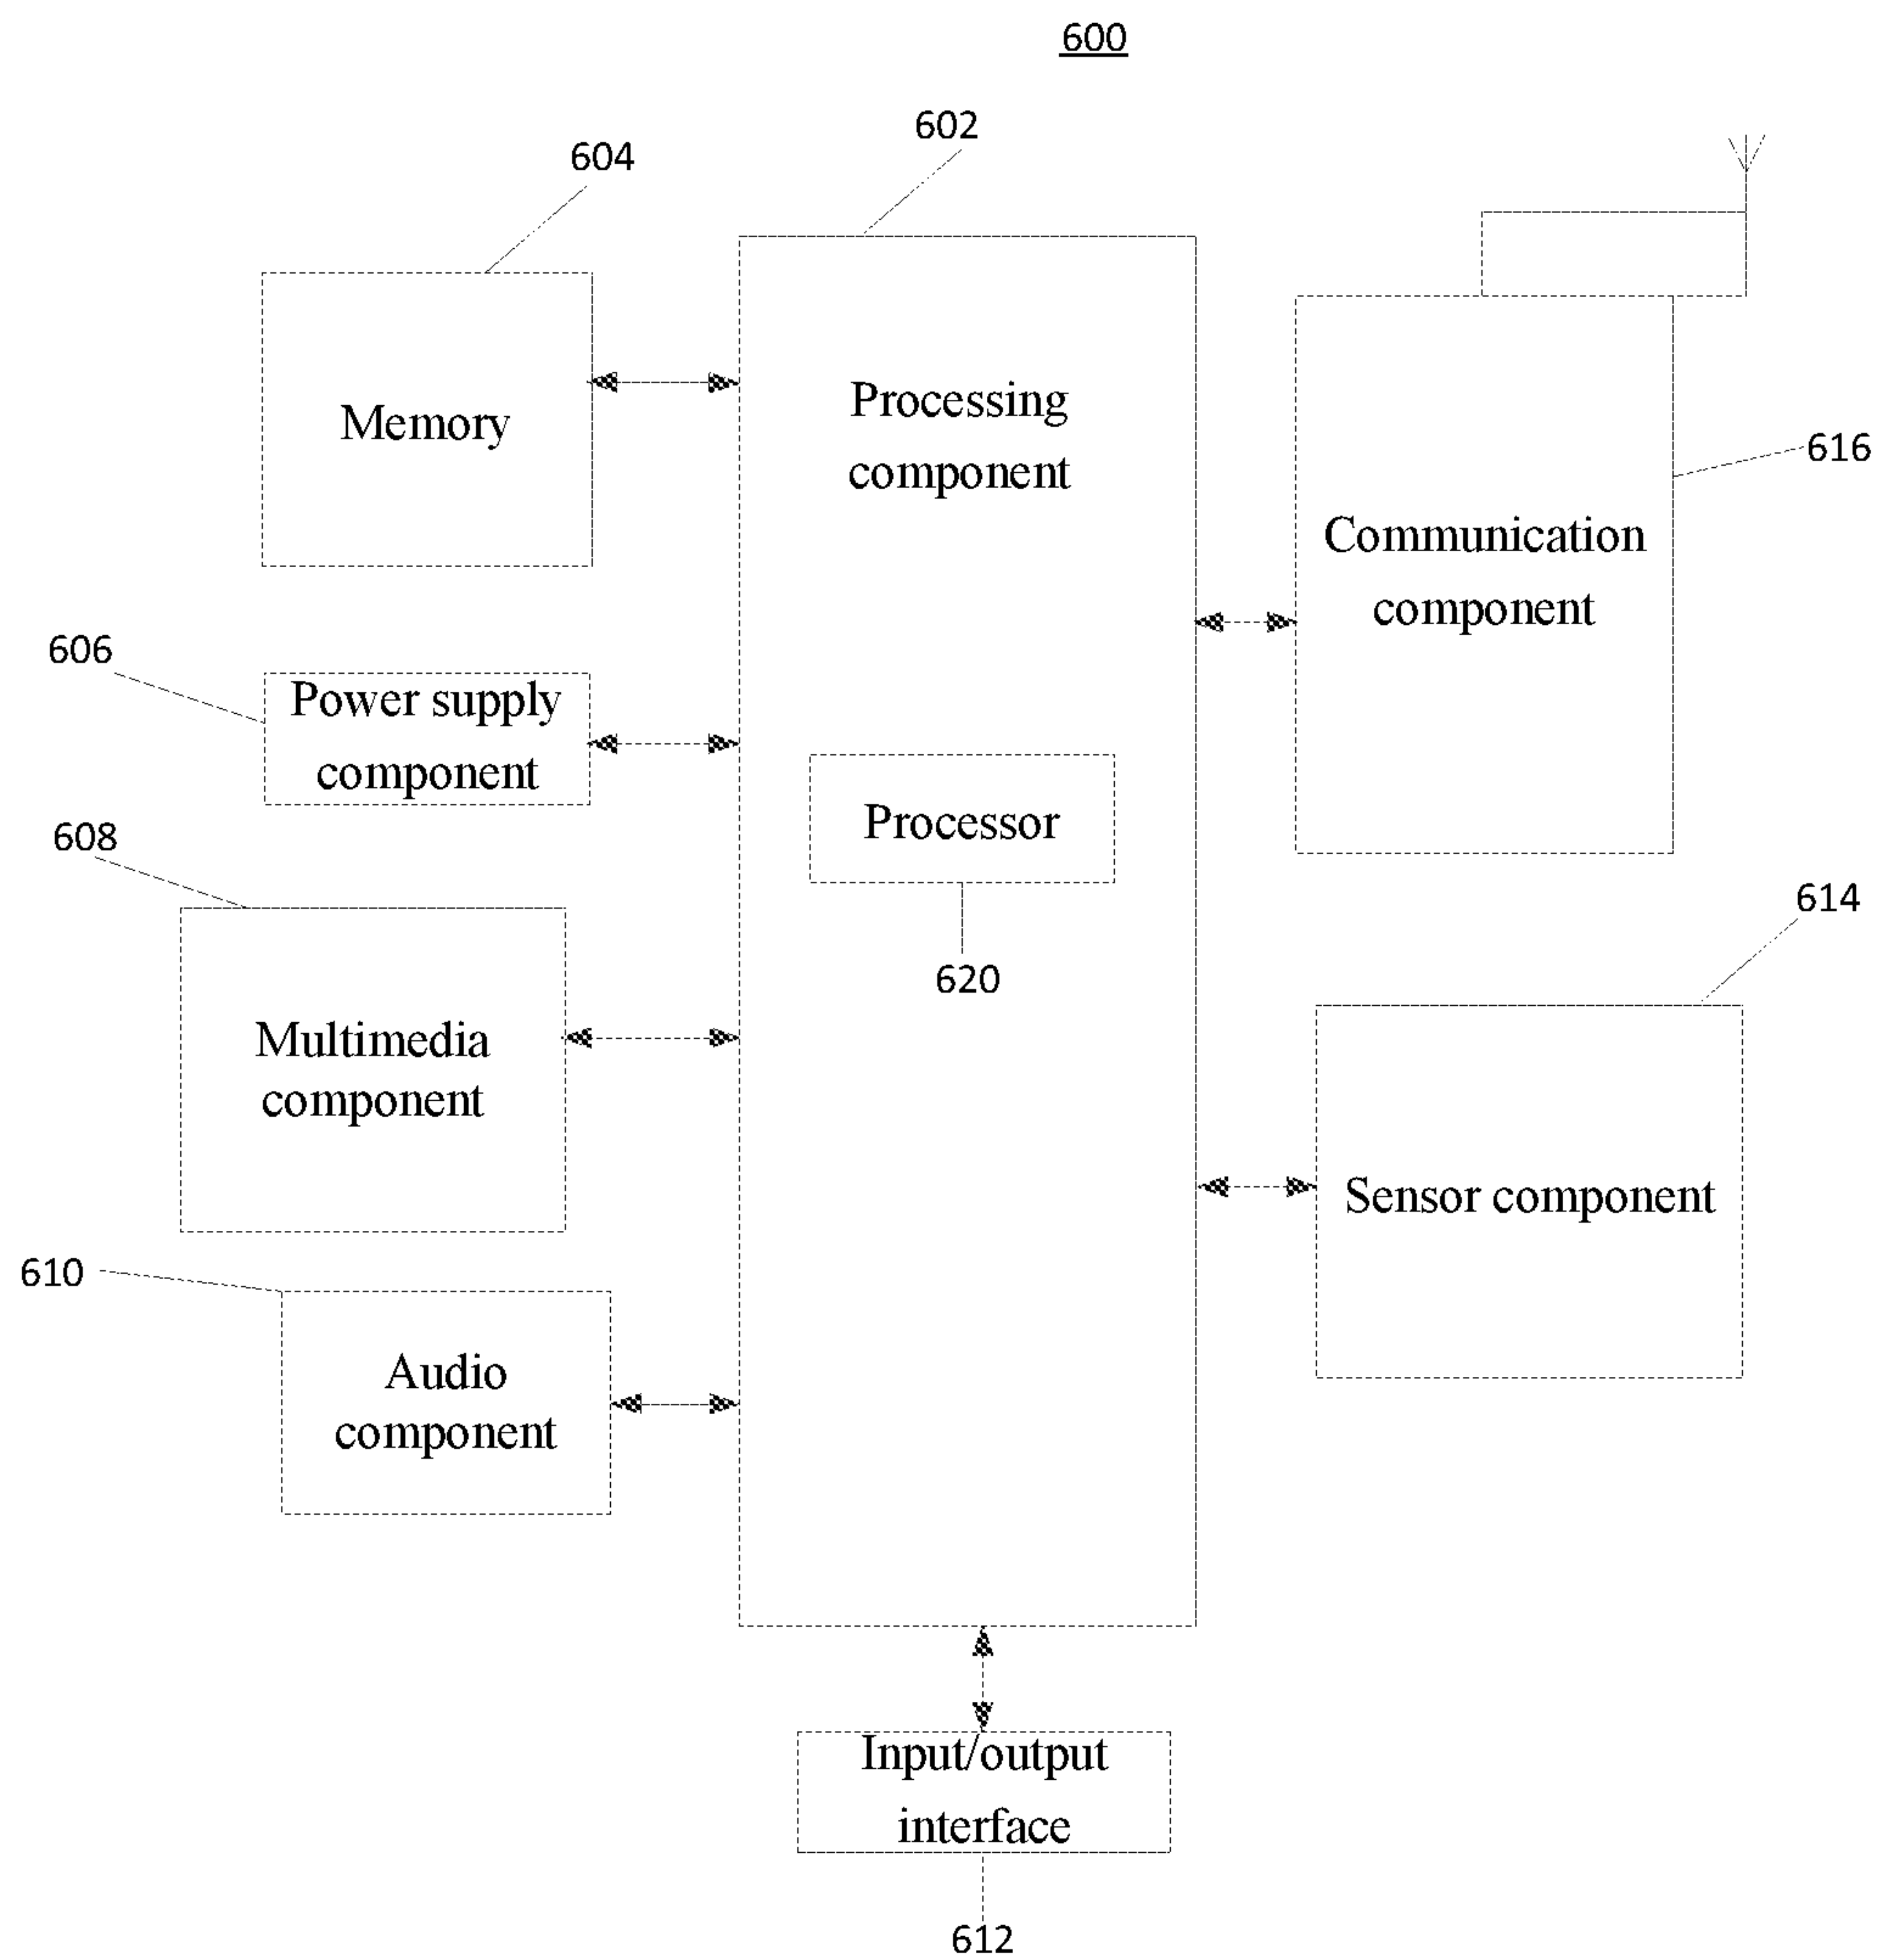 600
602
604
Memory
Processing
component
616
Communication
component
606
Power supply
component
Processor
608
620
614
Multimedia
component
Sensor component
610
Audio
component
Input/output
interface
612